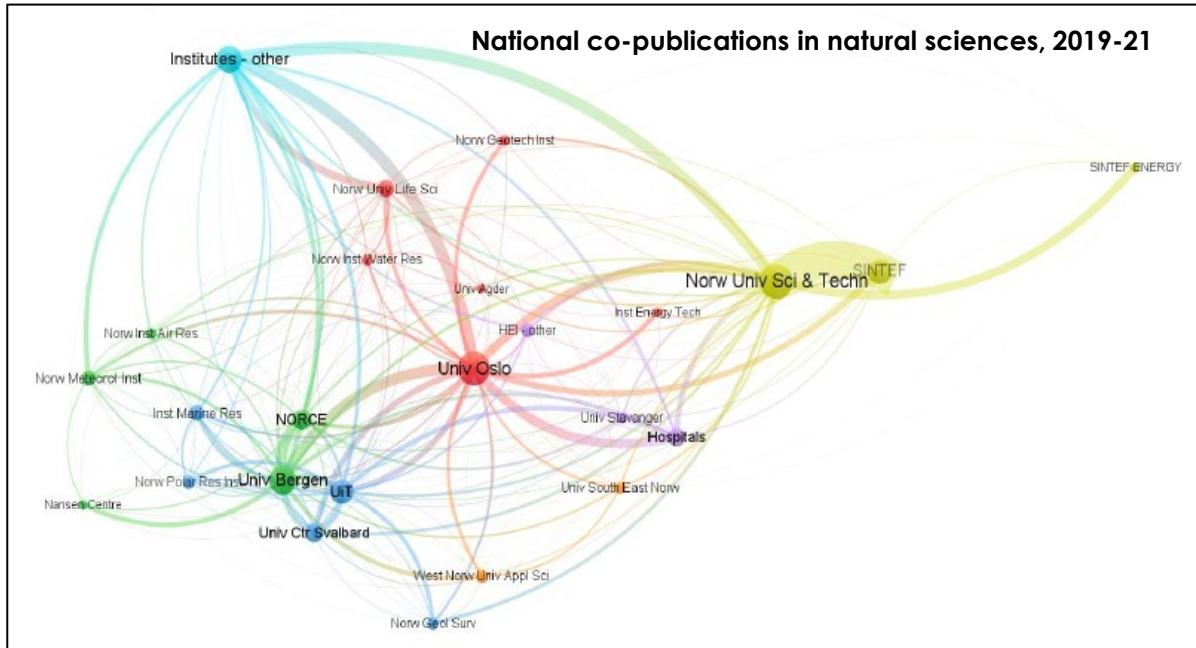 National co-publications in natural sciences, 2019-21
Institutes - other
Norw Geotech Inst
SINTEF ENERGY
Norw Univ Life Sci
Norw Inst Water Res
SINTEF
Norw Univ Sci & Techn
Univ Agder
Inst Energy Tech
HEI - other
Norw Inst Air Res
Univ Oslo
Norw Meteorol Inst
Inst Marine Res
NORCE
Univ Stavanger
Hospitals
Norw Polar Res Inst
Univ Bergen
UiT
Univ South East Norw
Nansen Centre
Univ Ctr Svalbard
West Norw Univ Appl Sci
Norw Geol Surv